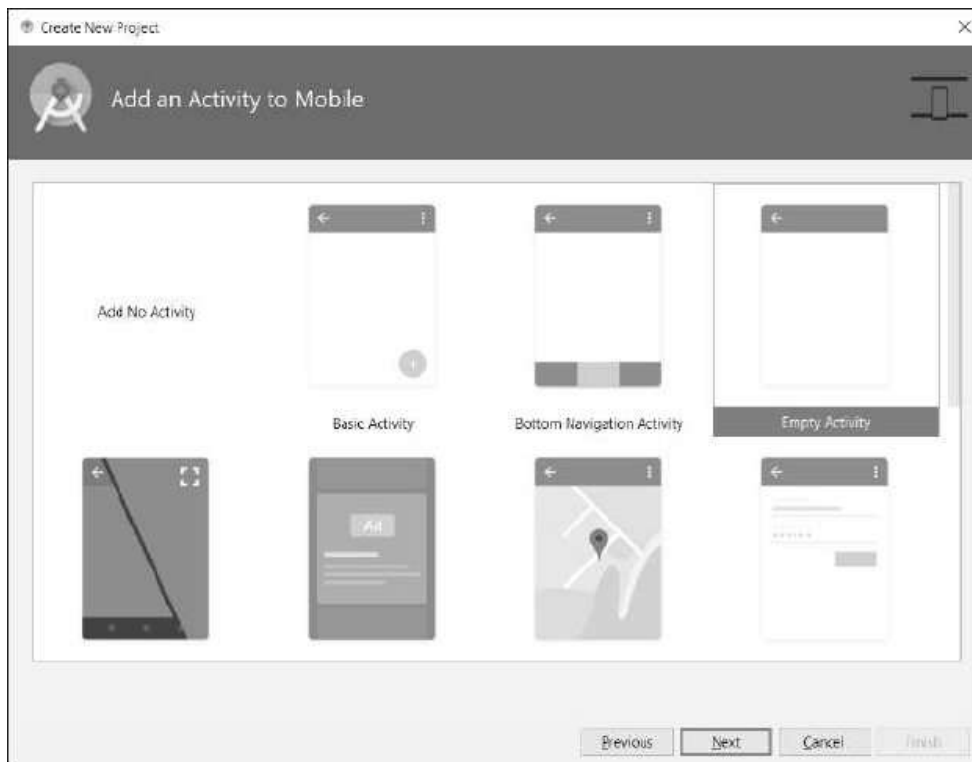 Create New Project
Add an Activity to Mobile
Add No Activity
Basic Activity
Bottom Navigation Activity
Empty Activity
Ad
Previous
Next
Cancel
Finish